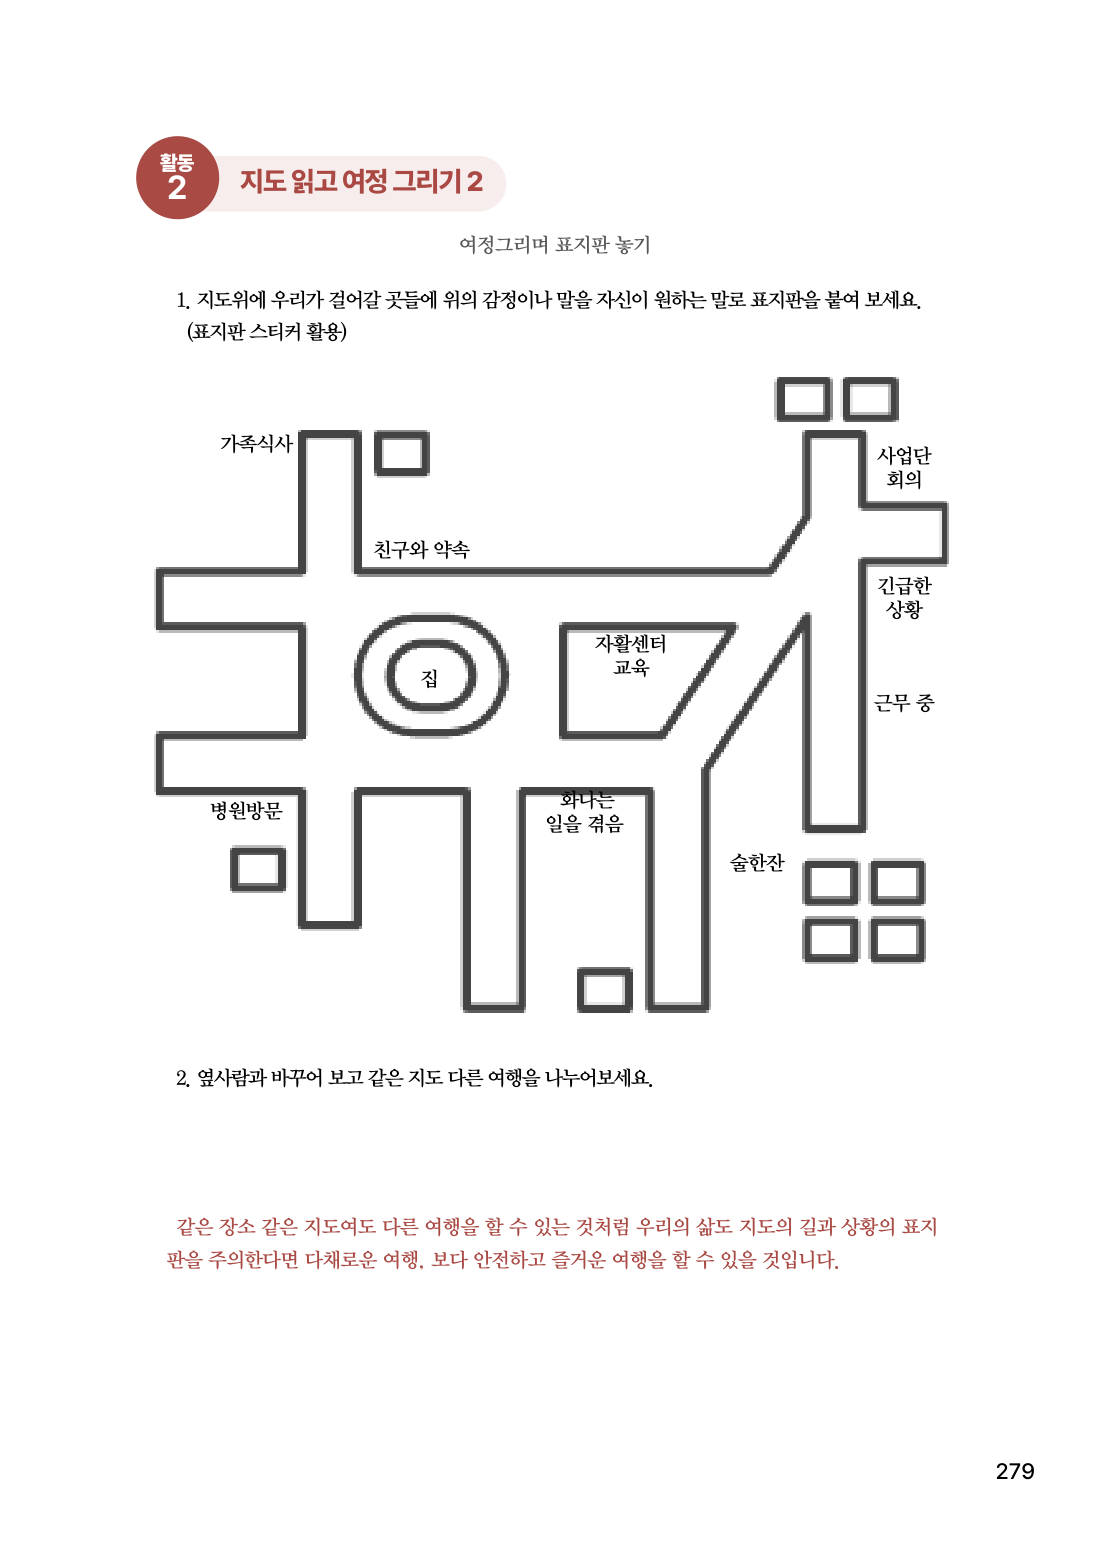 활동
2
지도 읽고 여정 그리기 2
여정그리며 표지판 놓기
1. 지도위에 우리가 걸어갈 곳들에 위의 감정이나 말을 자신이 원하는 말로 표지판을 붙여 보세요.
(표지판 스티커 활용)
가족식사
사업단
회의
친구와 약속
긴급한
상황
자활센터
교육
집
근무 중
병원방문
화나는
일을 겪음
술한잔
2. 옆사람과 바꾸어 보고 같은 지도 다른 여행을 나누어보세요.
같은 장소 같은 지도여도 다른 여행을 할 수 있는 것처럼 우리의 삶도 지도의 길과 상황의 표지
판을 주의한다면 다채로운 여행, 보다 안전하고 즐거운 여행을 할 수 있을 것입니다.
279